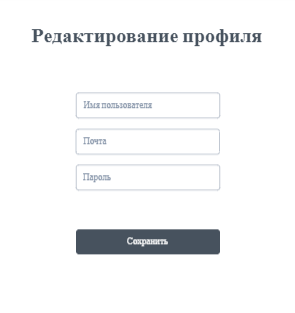 Редактирование профиля
Имя пользователя
Почта
Пароль
Сохранить